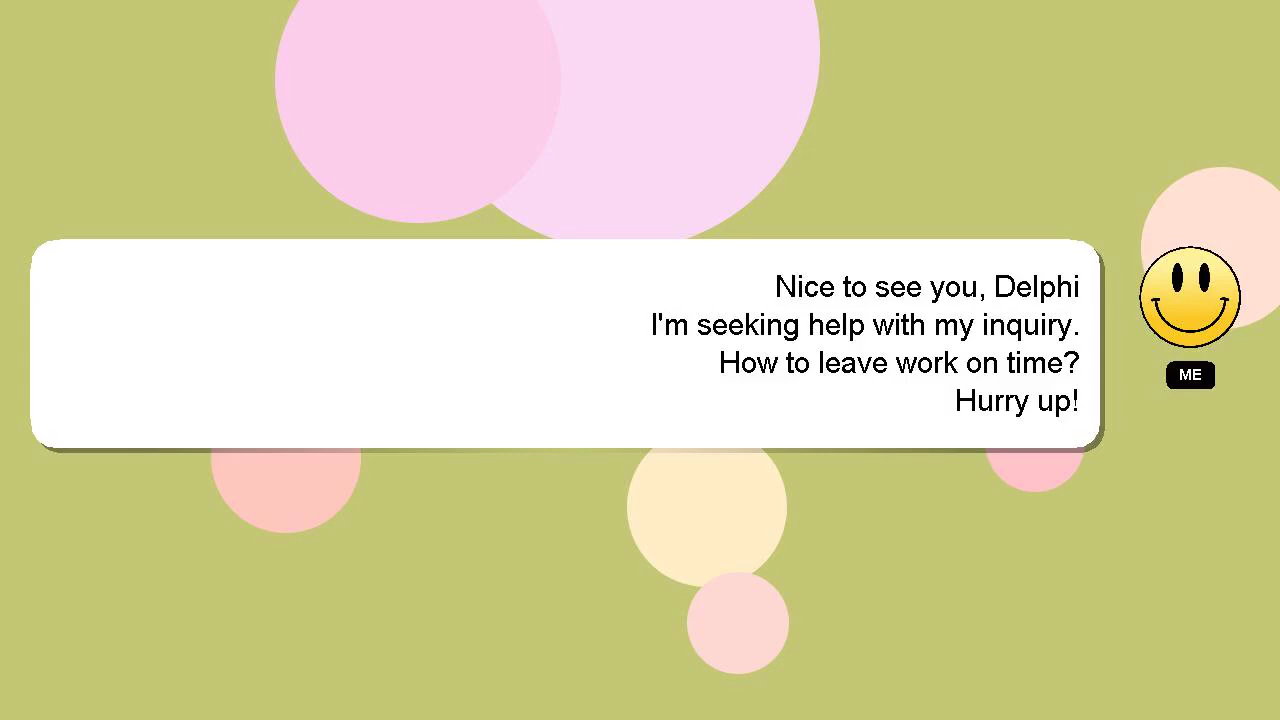 Nice to see you, Delphi
I'm seeking help with my inquiry.
How to leave work on time?
Hurry up!
ME